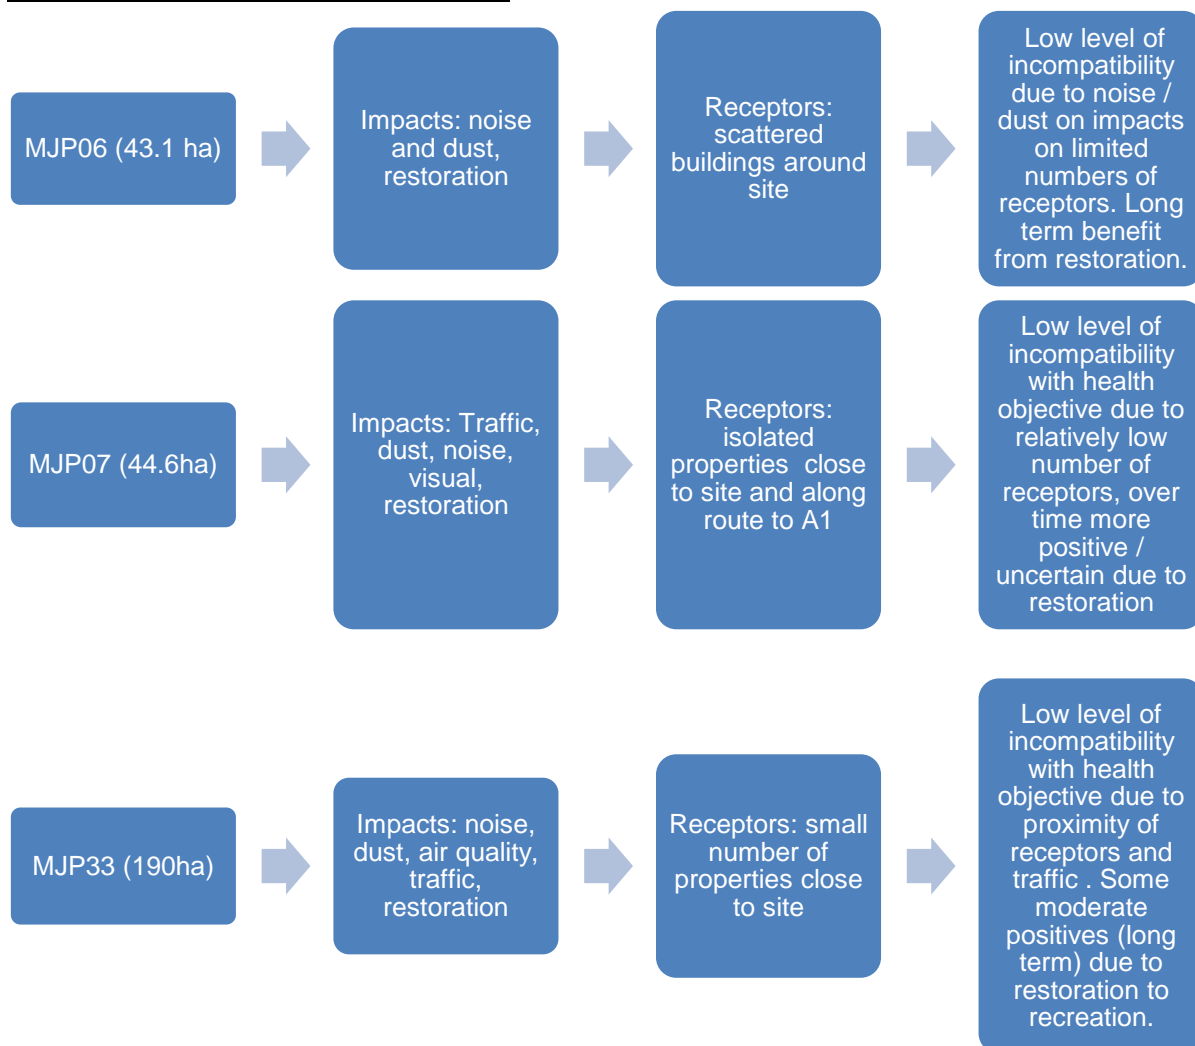 MJP06 (43.1 ha)
Impacts: noise
and dust,
restoration
Receptors:
scattered
buildings around
site
Low level of
incompatibility
due to noise /
dust on impacts
on limited
numbers of
receptors. Long
term benefit
from restoration.
MJP07 (44.6ha)
Impacts: Traffic,
dust, noise,
visual,
restoration
Receptors:
isolated
properties close
to site and along
route to A1
Low level of
incompatibility
with health
objective due to
relatively low
number of
receptors, over
time more
positive /
uncertain due to
restoration
MJP33 (190ha)
Impacts: noise,
dust, air quality,
traffic,
restoration
Receptors: small
number of
properties close
to site
Low level of
incompatibility
with health
objective due to
proximity of
receptors and
traffic . Some
moderate
positives (long
term) due to
restoration to
recreation.